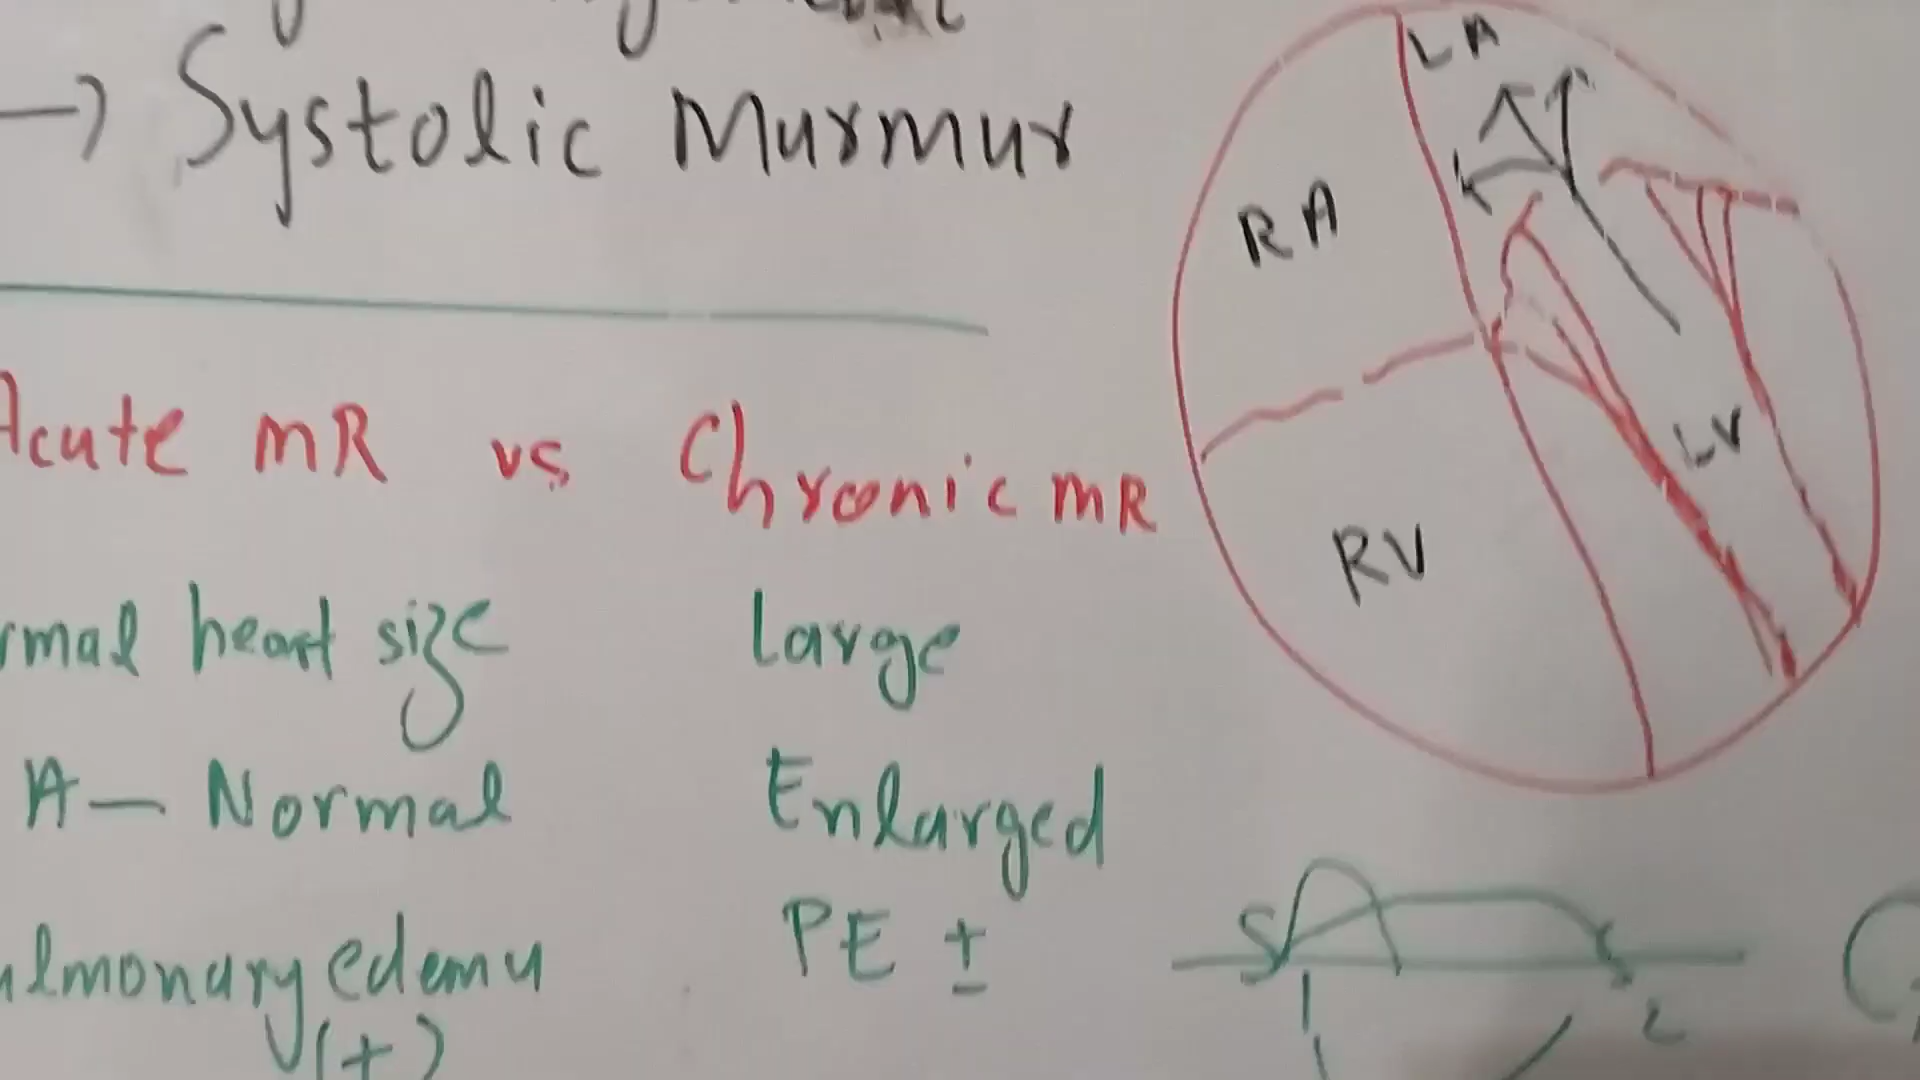 → Systolic Murmur
Acute MR vs Chronic MR
rmal heart size Large
A— Normal Enlarged
ulmonary edema PE ±
(+)
LA
RA
LV
RV
S S
1 2